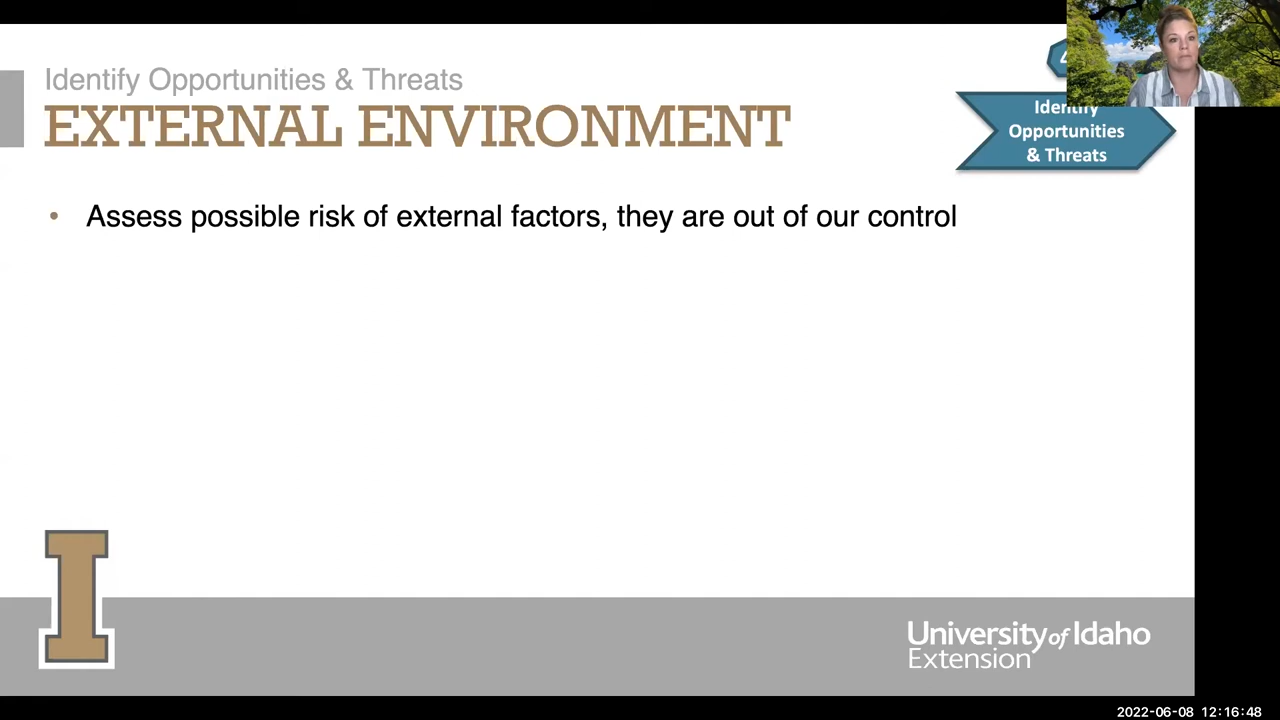 Identify Opportunities & Threats
EXTERNAL ENVIRONMENT
Identify
Opportunities
& Threats
• Assess possible risk of external factors, they are out of our control
I
University of Idaho
Extension
2022-06-08 12:16:48